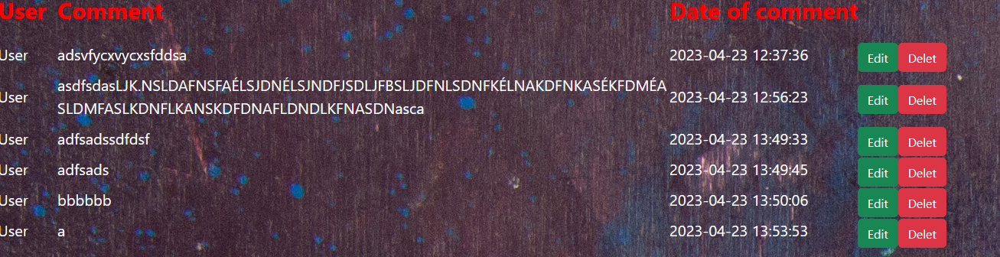 User Comment Date of comment
User adsvfycxvycxsfddsa 2023-04-23 12:37:36 Edit Delet
asdfsdasLJK.NSLDAFNSFAÉLSJDNÉLSJNDFJSDLJFBSLJDFNLSDNFKÉLNAKDFNKASÉKFDMÉA
User 2023-04-23 12:56:23 Edit Delet
SLDMFASLKDNFLKANSKDFDNAFLDNDLKFNASDNasca
User adfsadssdfdsf 2023-04-23 13:49:33 Edit Delet
User adfsads 2023-04-23 13:49:45 Edit Delet
User bbbbbb 2023-04-23 13:50:06 Edit Delet
User a 2023-04-23 13:53:53 Edit Delet